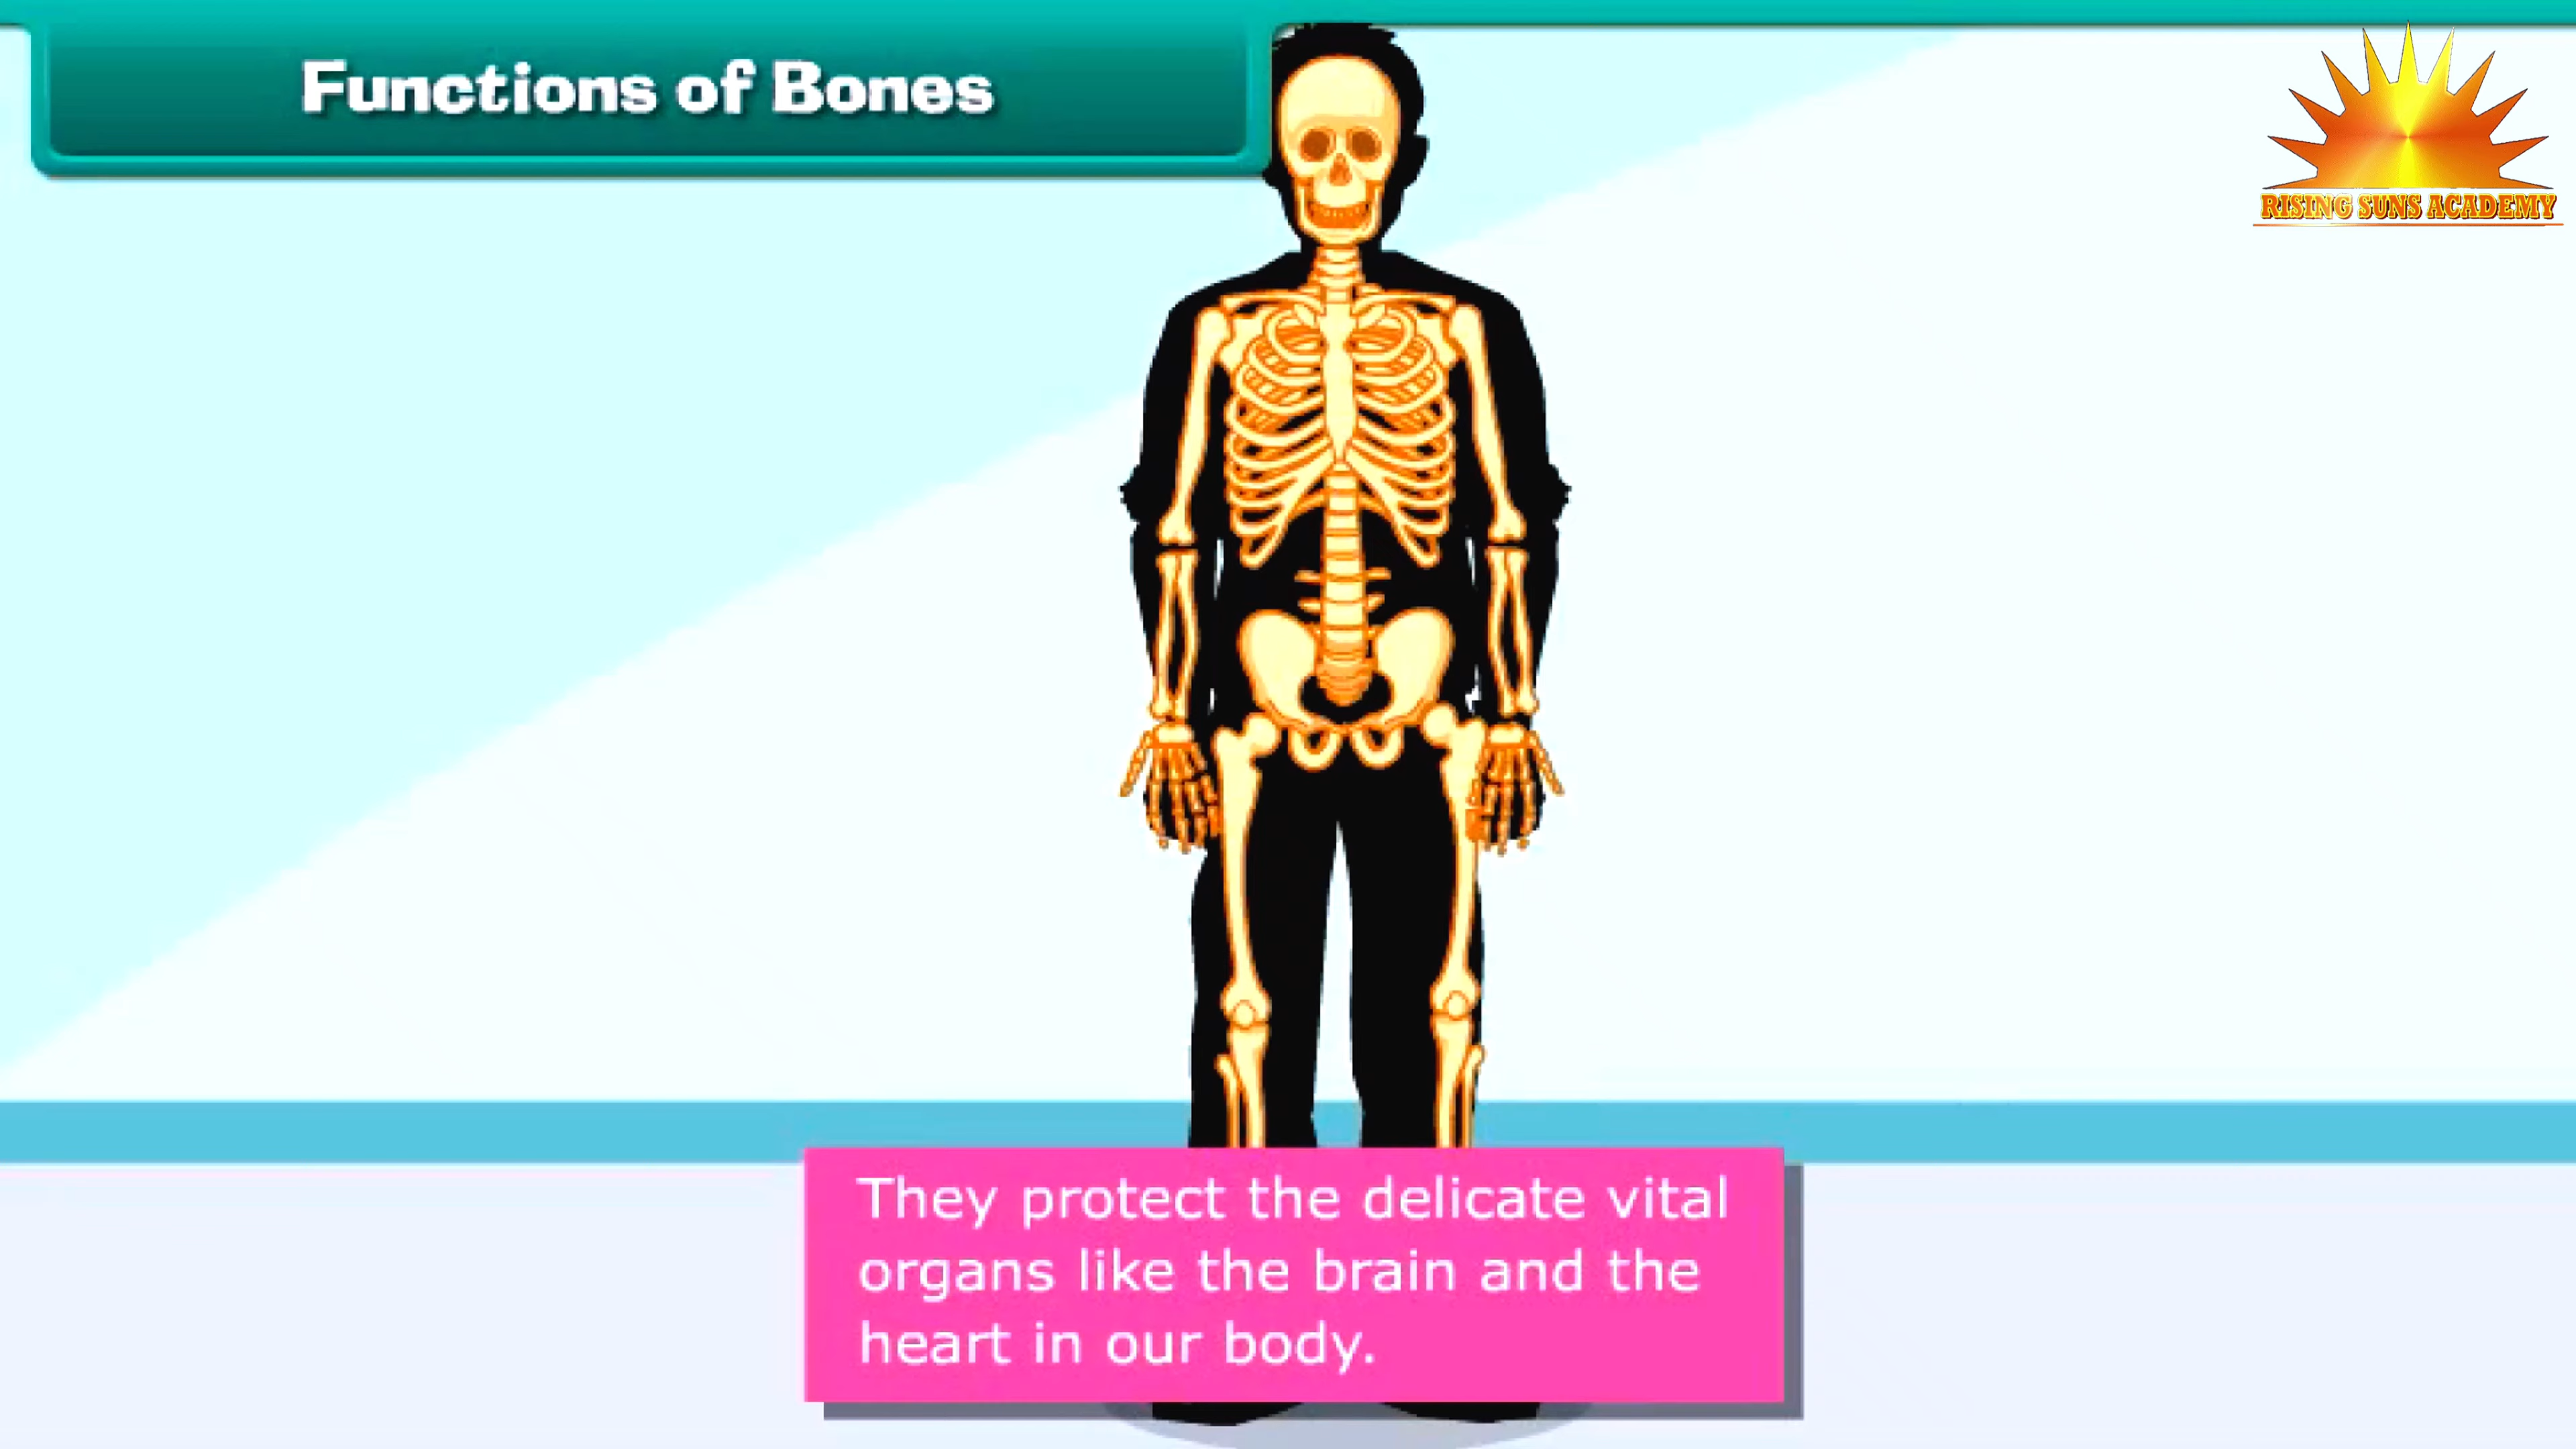 Functions of Bones
RISING SUNS ACADEMY
They protect the delicate vital
organs like the brain and the
heart in our body.